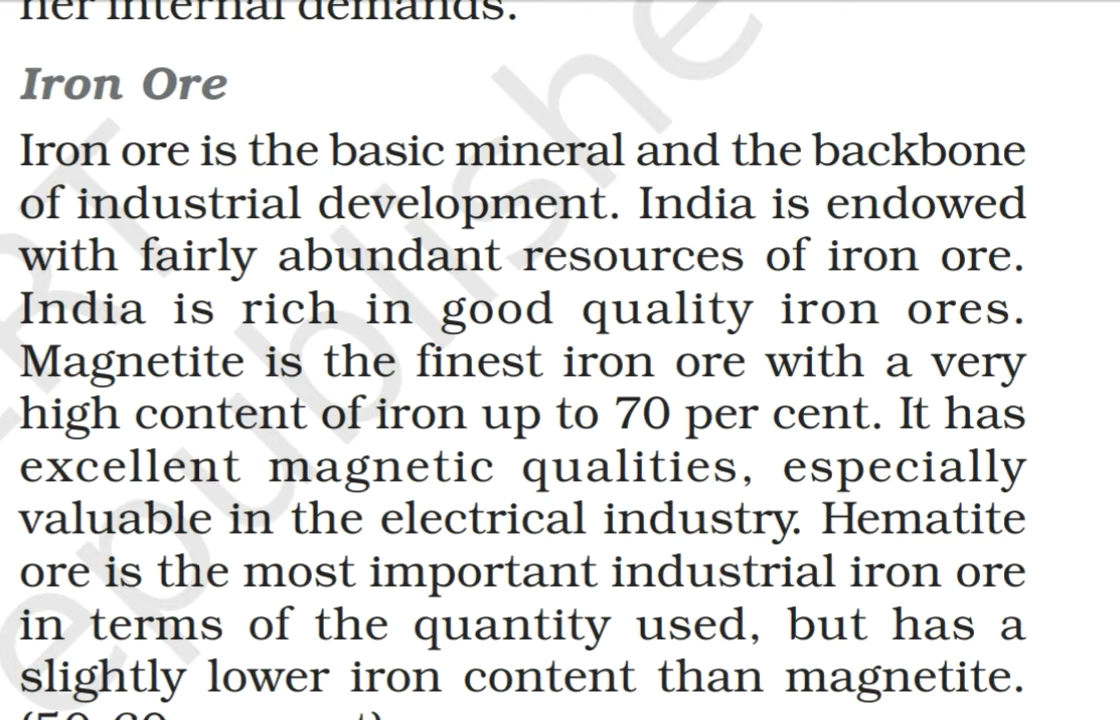 her internal demands.
Iron Ore
Iron ore is the basic mineral and the backbone
of industrial development. India is endowed
with fairly abundant resources of iron ore.
India is rich in good quality iron ores.
Magnetite is the finest iron ore with a very
high content of iron up to 70 per cent. It has
excellent magnetic qualities, especially
valuable in the electrical industry. Hematite
ore is the most important industrial iron ore
in terms of the quantity used, but has a
slightly lower iron content than magnetite.